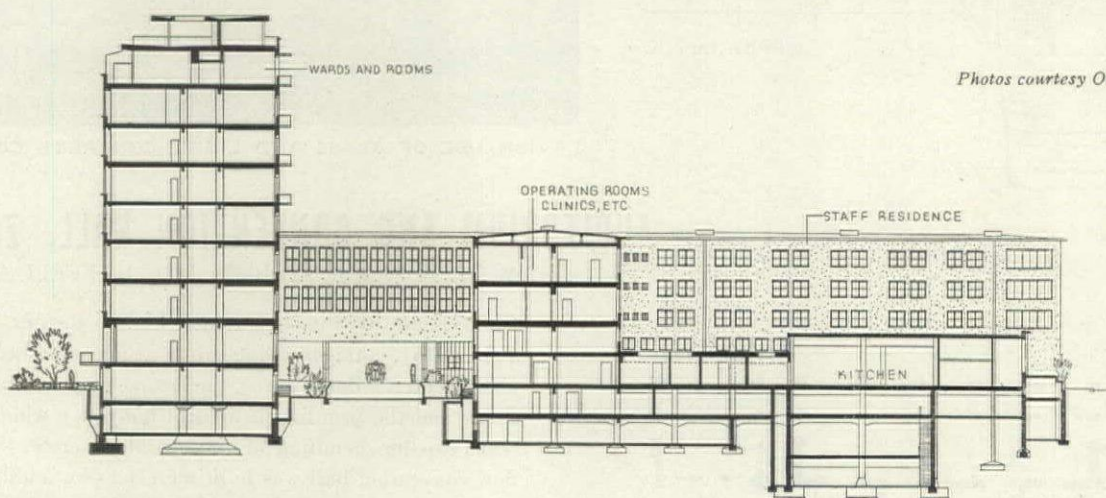 WARDS AND ROOMS
Photos courtesy O
OPERATING ROOMS
CLINICS, ETC
STAFF RESIDENCE
KITCHEN